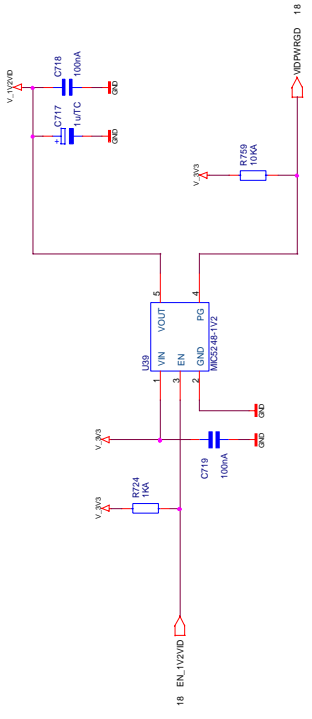 V_1V2VID
C718
100nA
C717
1u/TC
+
GND
GND
VIDPWRGD 18
V_3V3
R759
10KA
U39
5
VOUT
4
PG
1
VIN
3
EN
2
GND
MIC5248-1V2
V_3V3
GND
GND
C719
100nA
V_3V3
R724
1KA
18 EN_1V2VID